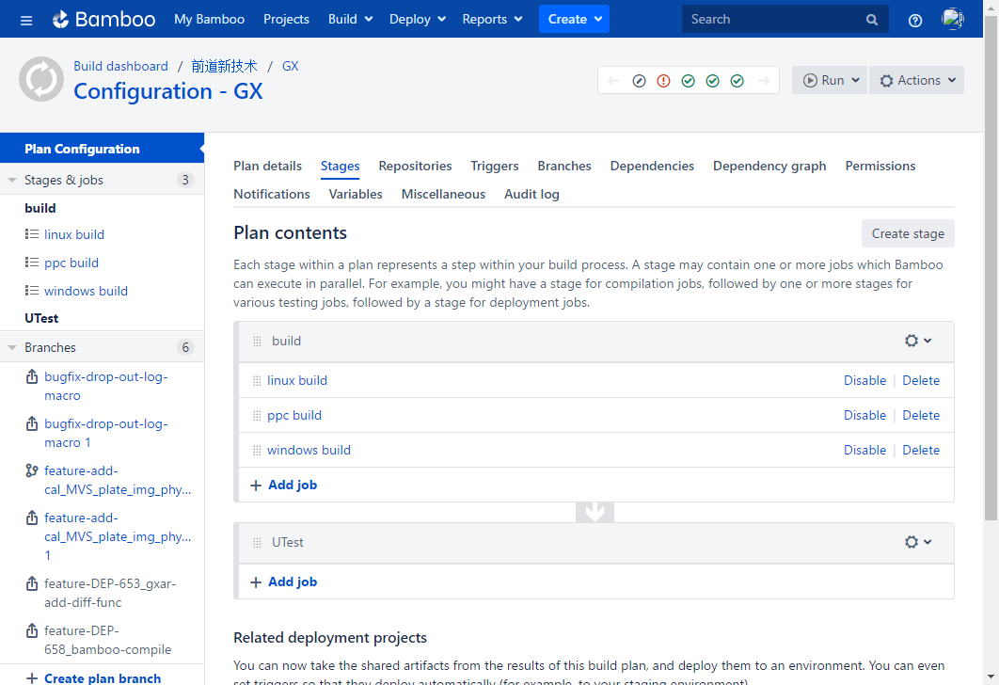 Bamboo My Bamboo Projects Build Deploy Reports Create Search
Build dashboard / 前道新技术 / GX
Configuration - GX
Run Actions
Plan Configuration
Stages & jobs 3
build
linux build
ppc build
windows build
UTest
Branches 6
bugfix-drop-out-log-
macro
bugfix-drop-out-log-
macro 1
feature-add-
cal_MVS_plate_img_phy...
feature-add-
cal_MVS_plate_img_phy...
1
feature-DEP-653_gxar-
add-diff-func
feature-DEP-
658_bamboo-compile
Create plan branch
Plan details Stages Repositories Triggers Branches Dependencies Dependency graph Permissions
Notifications Variables Miscellaneous Audit log
Plan contents
Create stage
Each stage within a plan represents a step within your build process. A stage may contain one or more jobs which Bamboo
can execute in parallel. For example, you might have a stage for compilation jobs, followed by one or more stages for
various testing jobs, followed by a stage for deployment jobs.
build
linux build Disable Delete
ppc build Disable Delete
windows build Disable Delete
Add job
UTest
Add job
Related deployment projects
You can now take the shared artifacts from the results of this build plan, and deploy them to an environment. You can even
set triggers so that they deploy automatically (for example, to your staging environment)